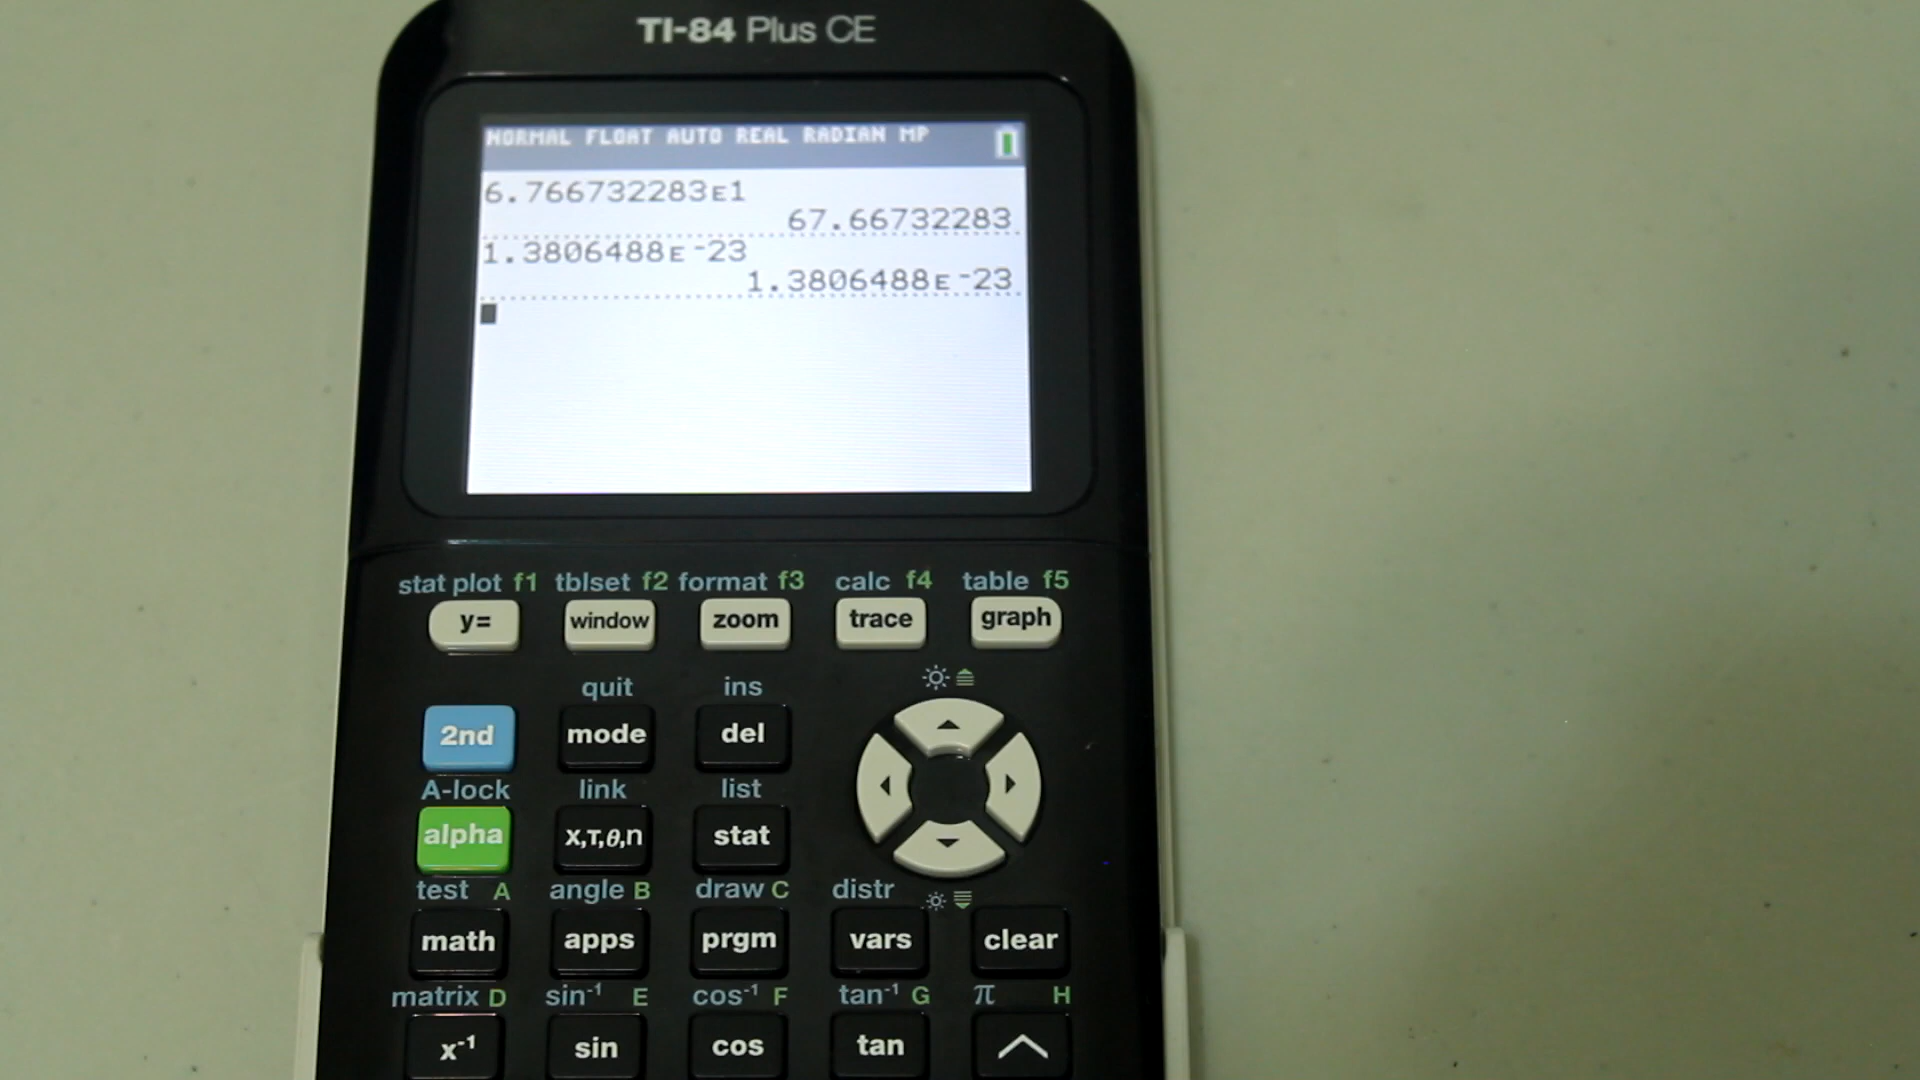 TI-84 Plus CE
NORMAL FLOAT AUTO REAL RADIAN MP
6.766732283ᴇ1
67.66732283
1.3806488ᴇ⁻23
1.3806488ᴇ⁻23
stat plot f1 tblset f2 format f3 calc f4 table f5
y= window zoom trace graph
quit ins
2nd mode del
A-lock link list
alpha x,T,θ,n stat
test A angle B draw C distr
math apps prgm vars clear
matrix D sin⁻¹ E cos⁻¹ F tan⁻¹ G π H
x⁻¹ sin cos tan ^